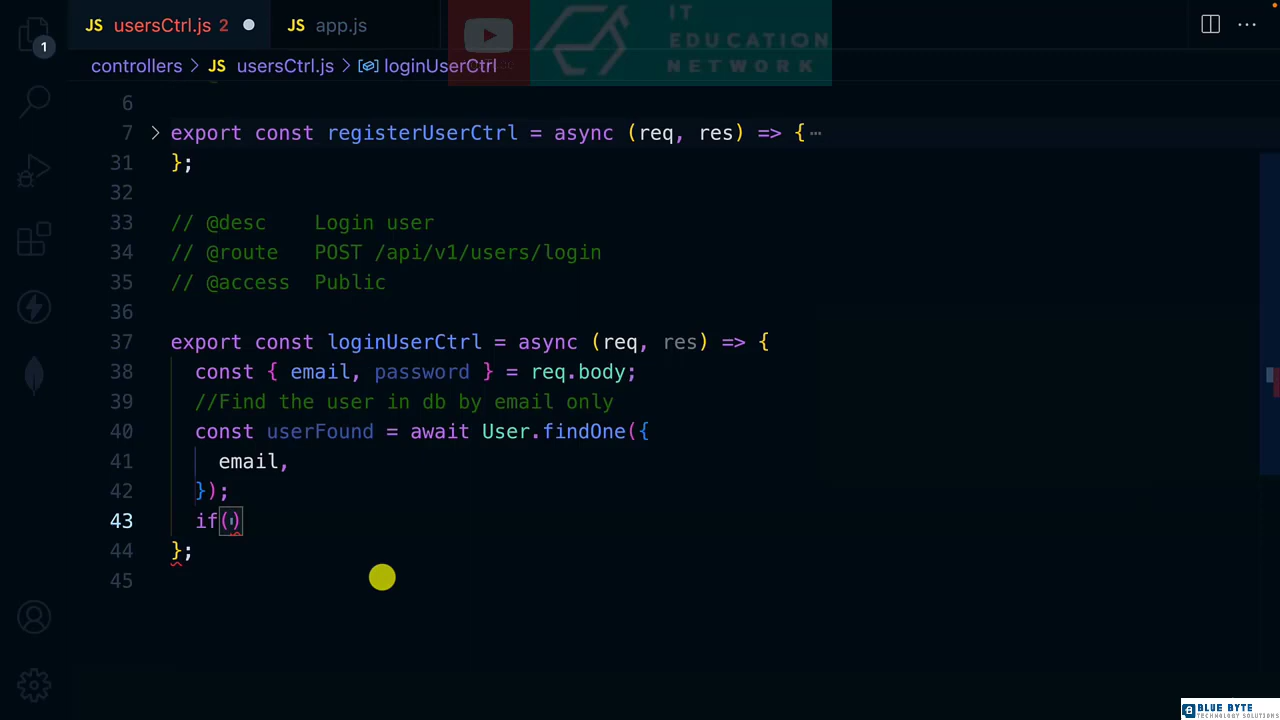 usersCtrl.js 2
app.js
IT
EDUCATION
NETWORK
controllers > usersCtrl.js > loginUserCtrl
1
6
7 export const registerUserCtrl = async (req, res) => { ⋯
31 };
32
33 // @desc    Login user
34 // @route   POST /api/v1/users/login
35 // @access  Public
36
37 export const loginUserCtrl = async (req, res) => {
38 const { email, password } = req.body;
39 //Find the user in db by email only
40 const userFound = await User.findOne({
41 email,
42 });
43 if()
44 };
45
BLUE BYTE
TECHNOLOGY SOLUTIONS